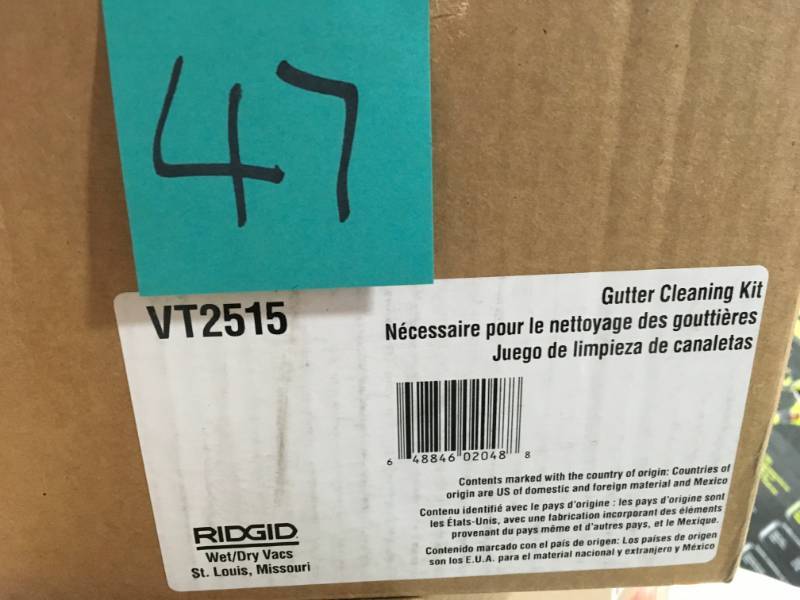 47
VT2515
Gutter Cleaning Kit
Nécessaire pour le nettoyage des gouttières
Juego de limpieza de canaletas
6 48846 02048 8
Contents marked with the country of origin: Countries of
origin are US of domestic and foreign material and Mexico
Contenu identifié avec le pays d'origine : les pays d'origine sont
les États-Unis, avec une fabrication incorporant des éléments
provenant du pays même et d'autres pays, et le Mexique.
Contenido marcado con el país de origen: Los países de origen
son los E.U.A. para el material nacional y extranjero y México
RIDGID
Wet/Dry Vacs
St. Louis, Missouri